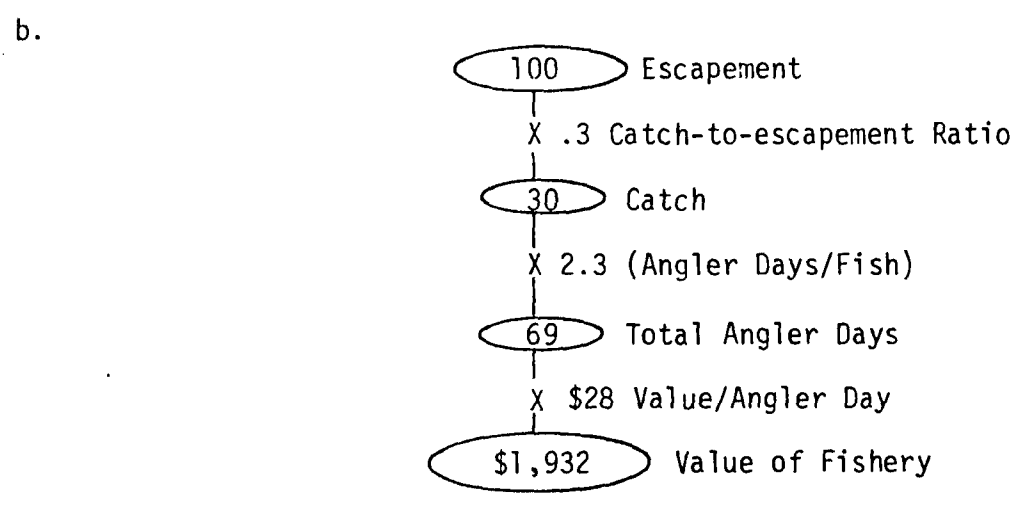 b.
100 Escapement
X .3 Catch-to-escapement Ratio
30 Catch
X 2.3 (Angler Days/Fish)
69 Total Angler Days
X $28 Value/Angler Day
$1,932 Value of Fishery